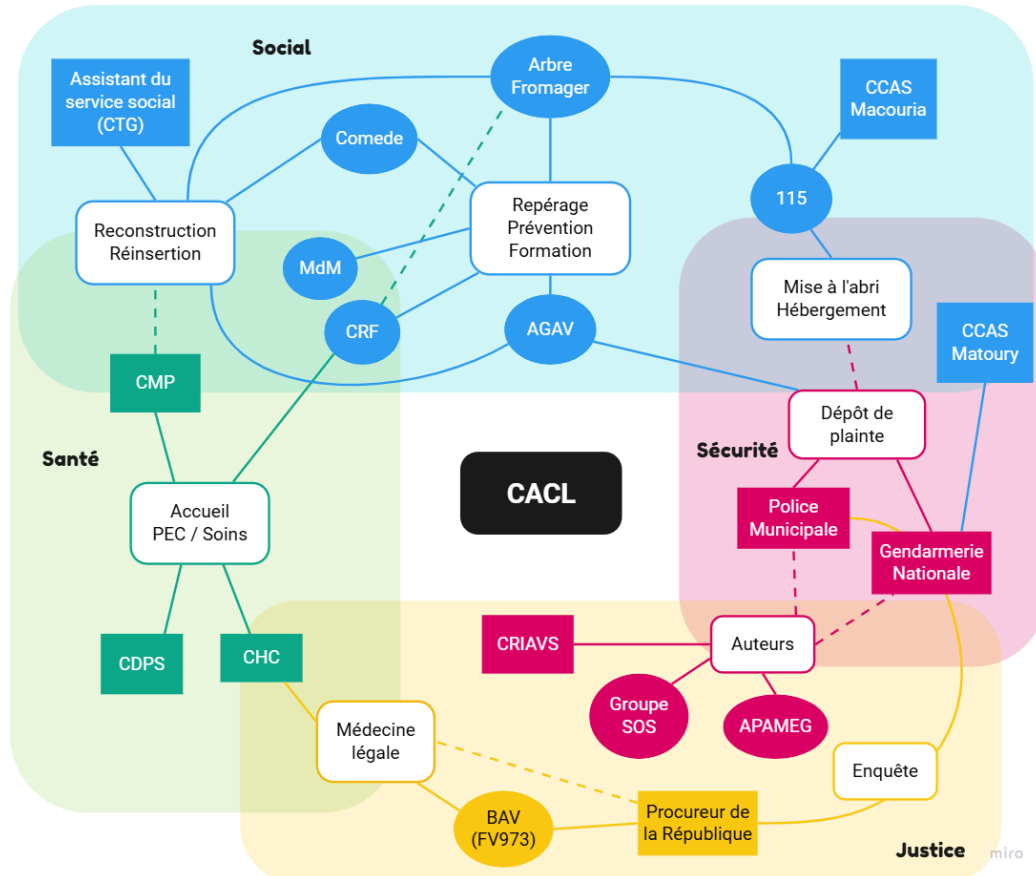 Social
Arbre
Fromager
Assistant du
service social
(CTG)
CCAS
Macouria
Comede
115
Reconstruction
Réinsertion
Repérage
Prévention
Formation
MdM
Mise à l'abri
Hébergement
CRF
AGAV
CCAS
Matoury
CMP
Dépôt de
plainte
Santé
Sécurité
CACL
Accueil
PEC / Soins
Police
Municipale
Gendarmerie
Nationale
CDPS
CHC
CRIAVS
Auteurs
Groupe
SOS
APAMEG
Médecine
légale
Enquête
BAV
(FV973)
Procureur de
la République
Justice
miro